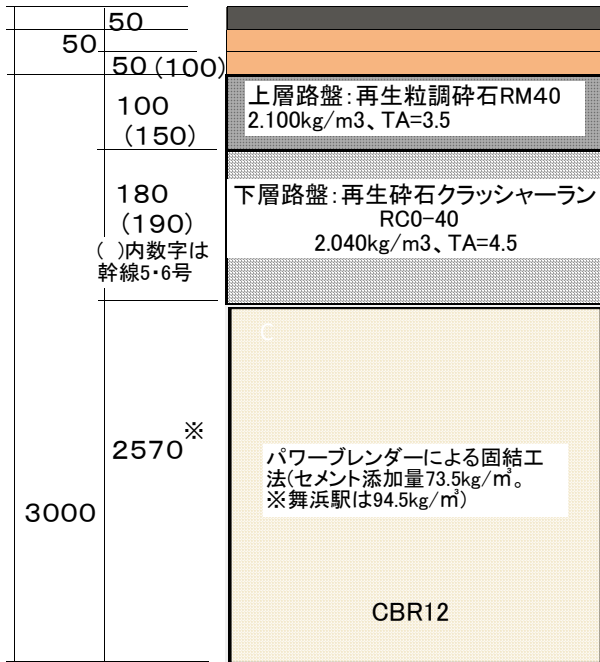 50
50
50 (100)
100
(150)
上層路盤：再生粒調砕石RM40
2.100kg/m3、TA=3.5
180
(190)
( )内数字は
幹線5・6号
下層路盤：再生砕石クラッシャーラン
RC0-40
2.040kg/m3、TA=4.5
C
2570※
3000
パワーブレンダーによる固結工
法(セメント添加量73.5kg/㎥。
※舞浜駅は94.5kg/㎥)
CBR12